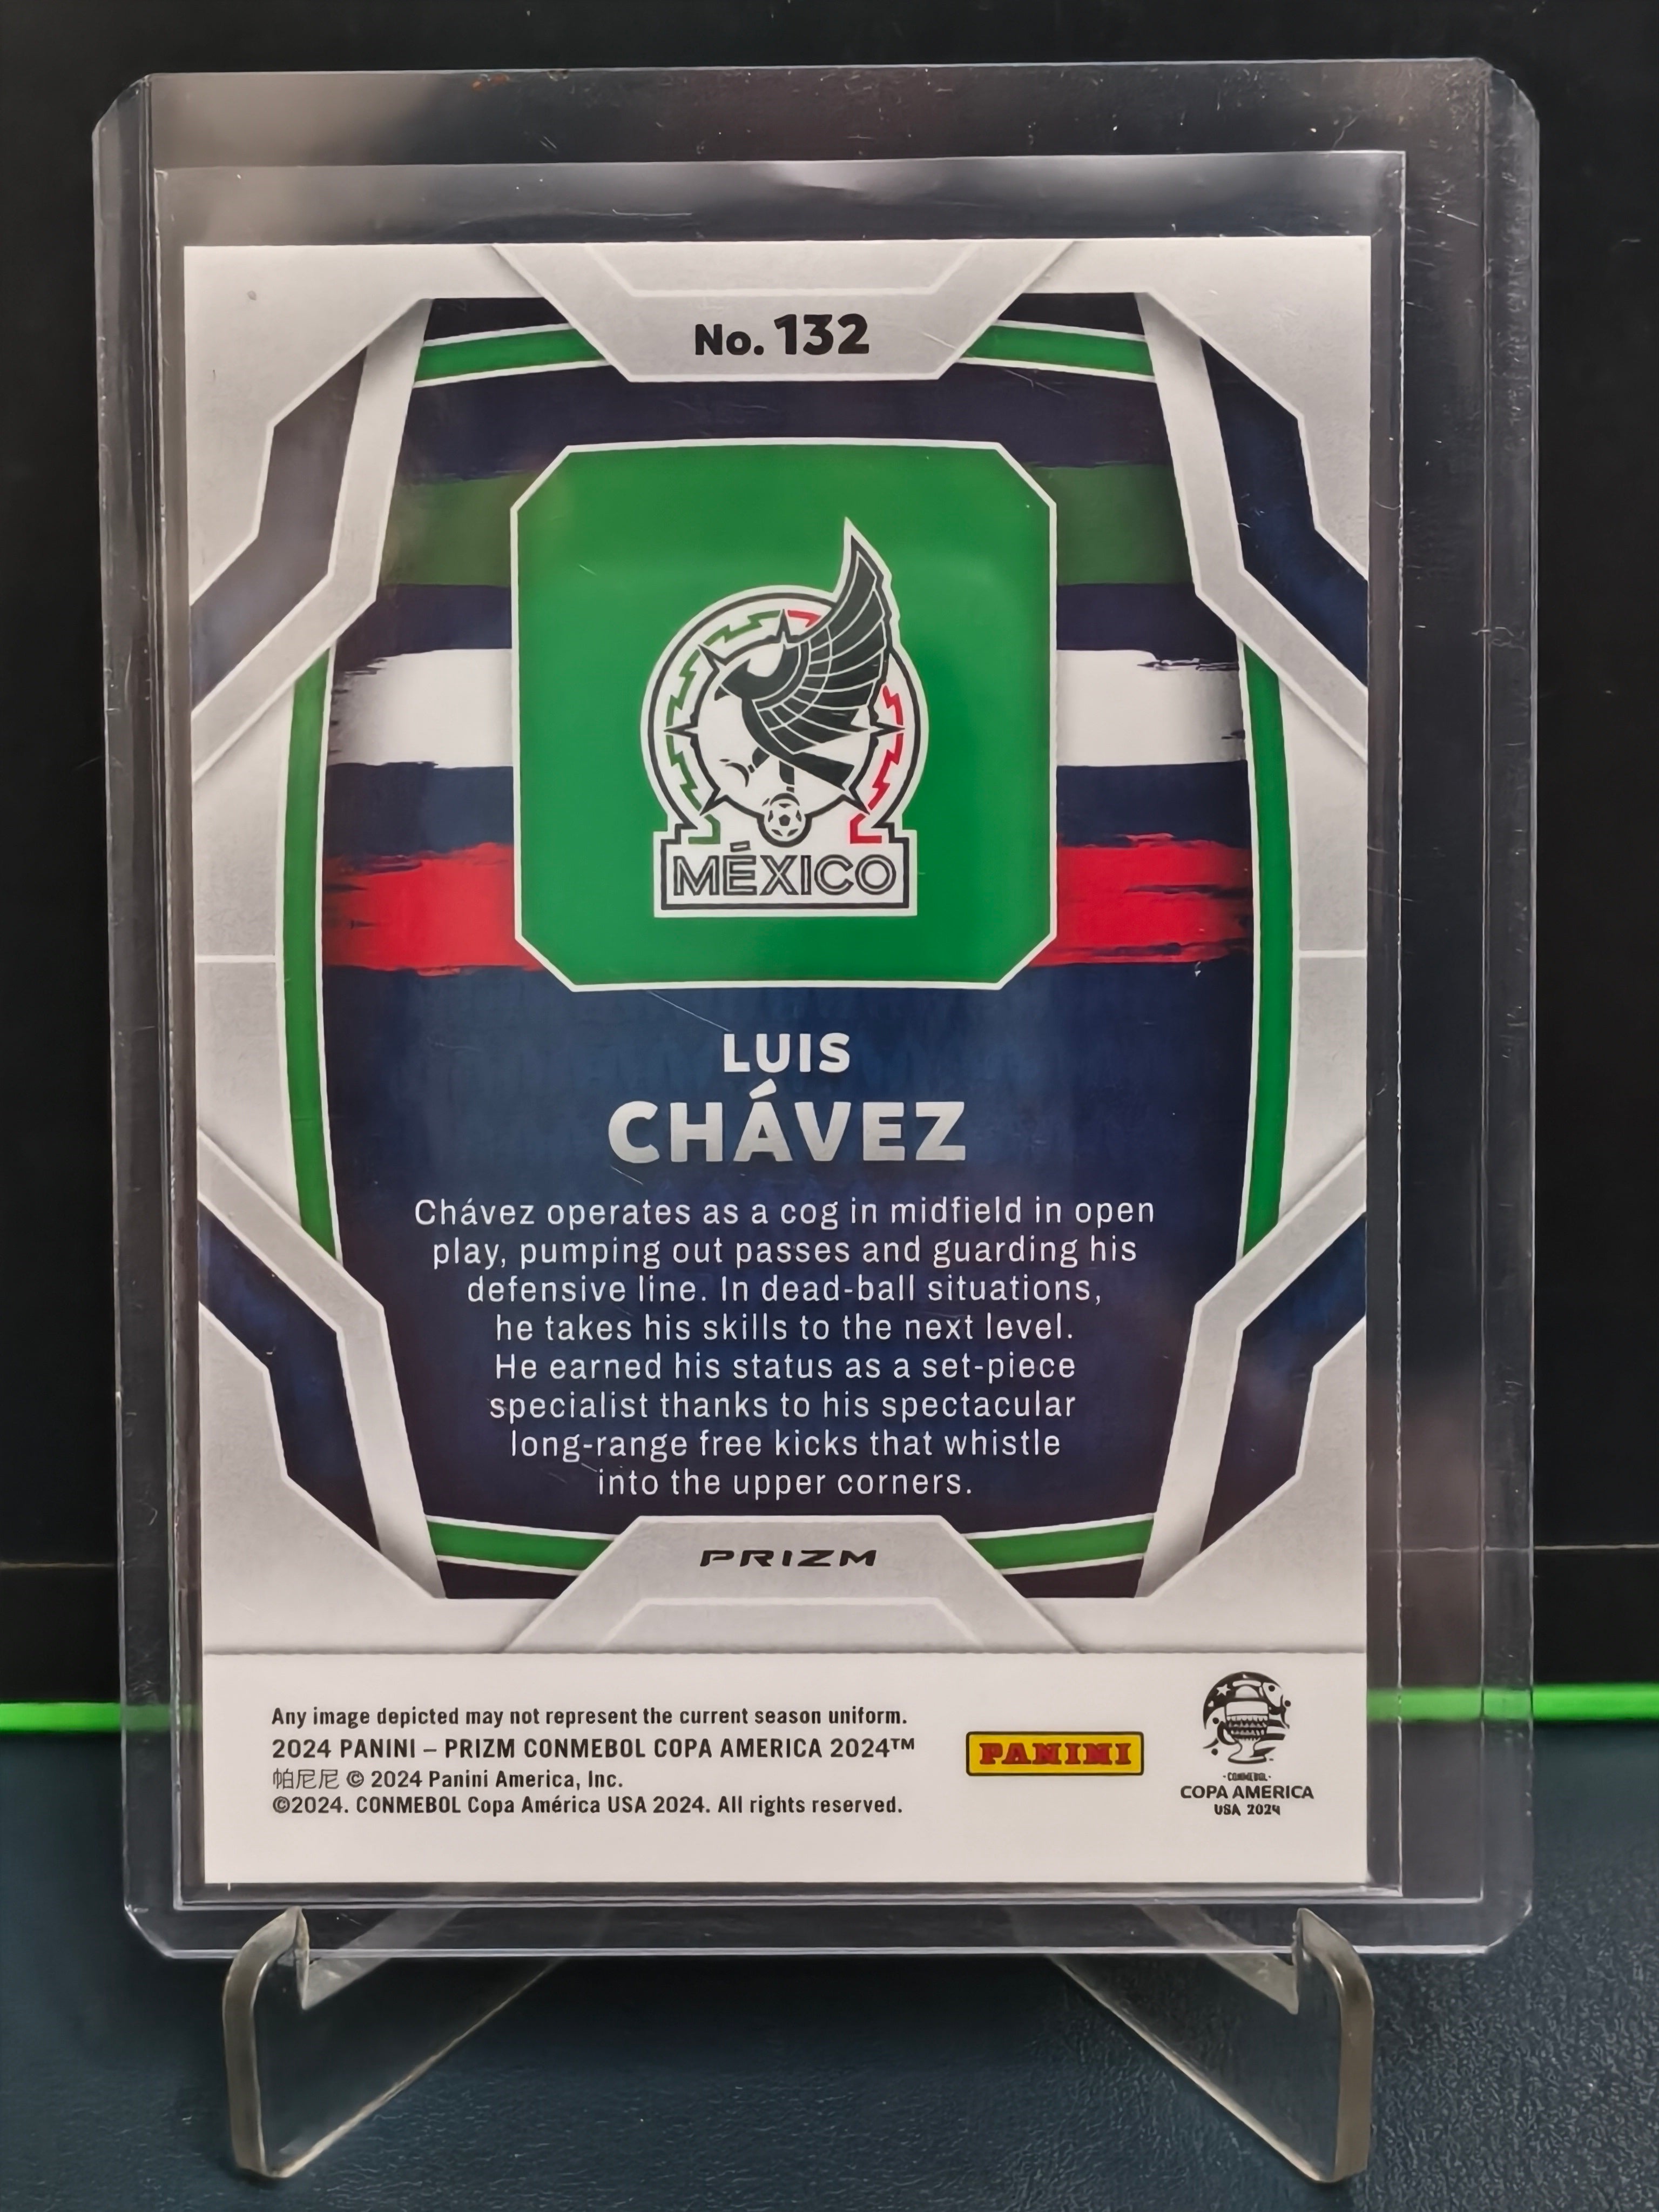 No. 132
MÉXICO
LUIS
CHÁVEZ
Chávez operates as a cog in midfield in open
play, pumping out passes and guarding his
defensive line. In dead-ball situations,
he takes his skills to the next level.
He earned his status as a set-piece
specialist thanks to his spectacular
long-range free kicks that whistle
into the upper corners.
PRIZM
Any image depicted may not represent the current season uniform.
2024 PANINI – PRIZM CONMEBOL COPA AMERICA 2024™
帕尼尼 © 2024 Panini America, Inc.
©2024. CONMEBOL Copa América USA 2024. All rights reserved.
PANINI
·CONMEBOL·
COPA AMERICA
USA 2024